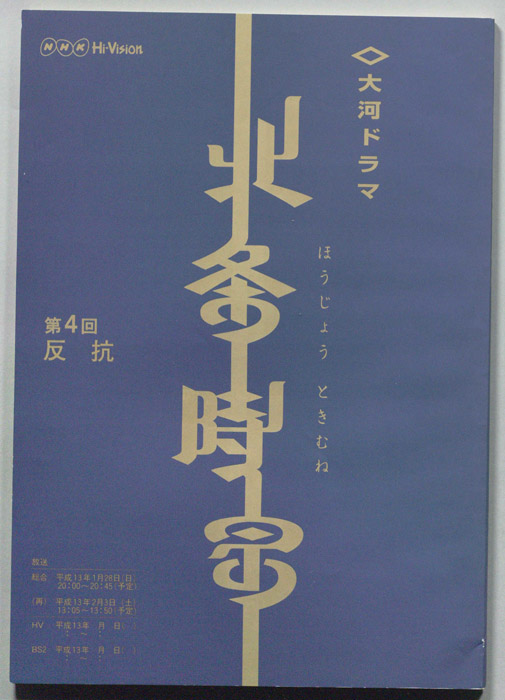 NHK Hi-Vision
大河ドラマ
北条時宗
ほうじょう ときむね
第4回
反 抗
放送
総合 平成13年1月28日(日)
20:00〜20:45(予定)
(再) 平成13年2月3日(土)
13:05〜13:50(予定)
HV 平成13年 月 日( )
: 〜 :
BS2 平成13年 月 日( )
: 〜 :